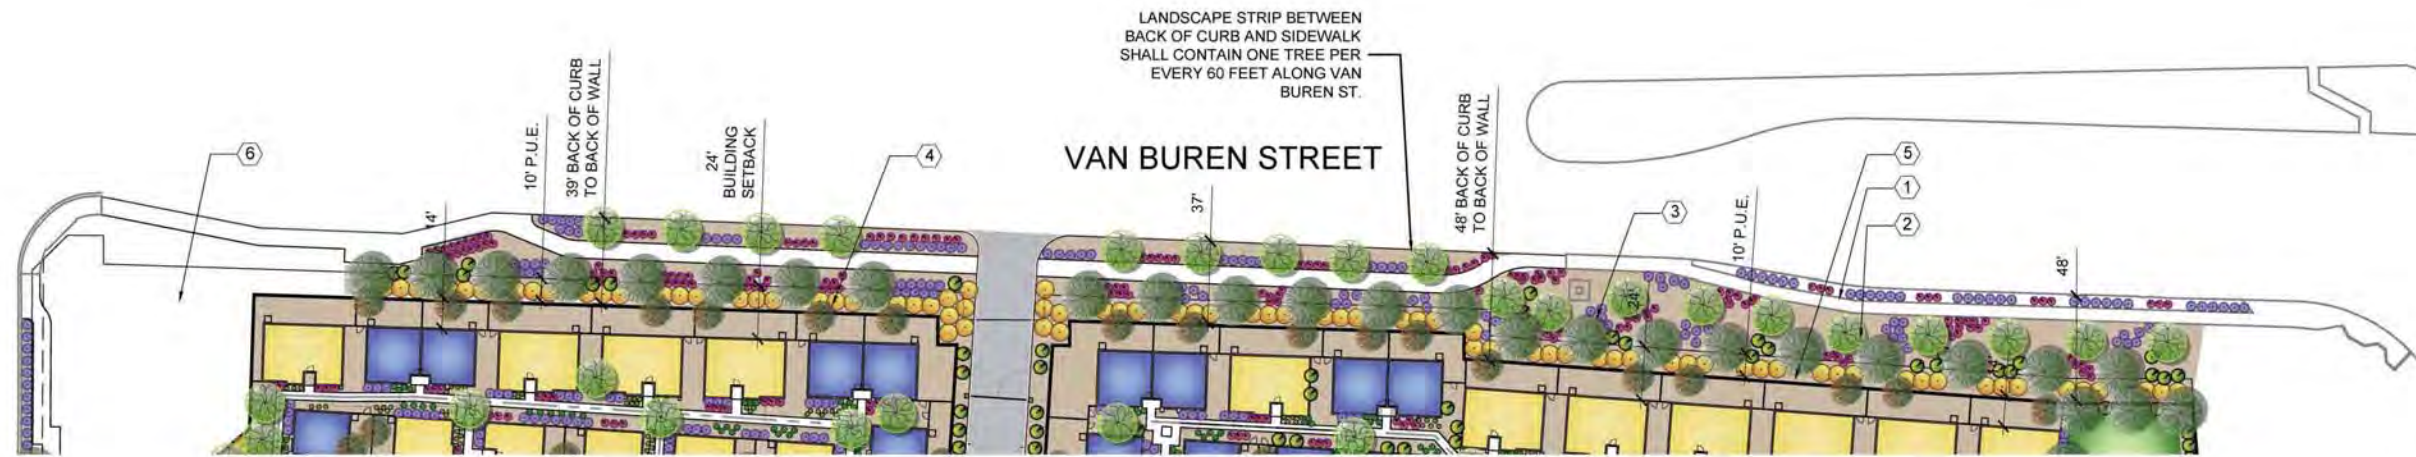 LANDSCAPE STRIP BETWEEN
BACK OF CURB AND SIDEWALK
SHALL CONTAIN ONE TREE PER
EVERY 60 FEET ALONG VAN
BUREN ST.
6
14'
10' P.U.E.
39' BACK OF CURB
TO BACK OF WALL
24'
BUILDING
SETBACK
4
VAN BUREN STREET
37'
48' BACK OF CURB
TO BACK OF WALL
3
24'
10' P.U.E.
5
1
2
48'